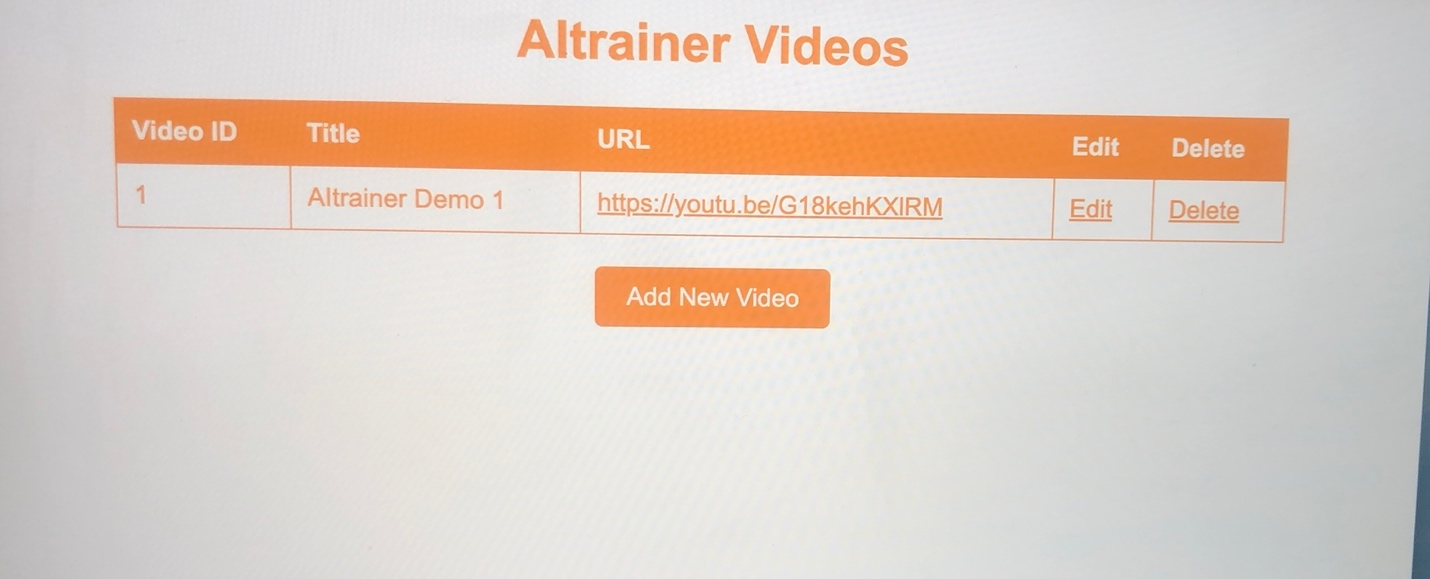 Altrainer Videos
Video ID Title URL Edit Delete
1 Altrainer Demo 1 https://youtu.be/G18kehKXlRM Edit Delete
Add New Video